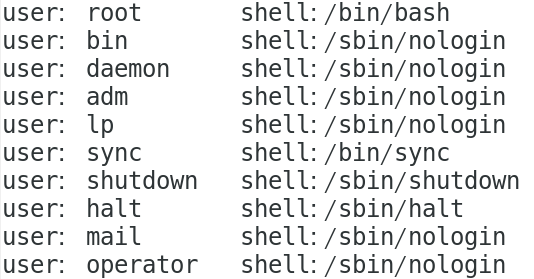 user: root shell:/bin/bash
user: bin shell:/sbin/nologin
user: daemon shell:/sbin/nologin
user: adm shell:/sbin/nologin
user: lp shell:/sbin/nologin
user: sync shell:/bin/sync
user: shutdown shell:/sbin/shutdown
user: halt shell:/sbin/halt
user: mail shell:/sbin/nologin
user: operator shell:/sbin/nologin